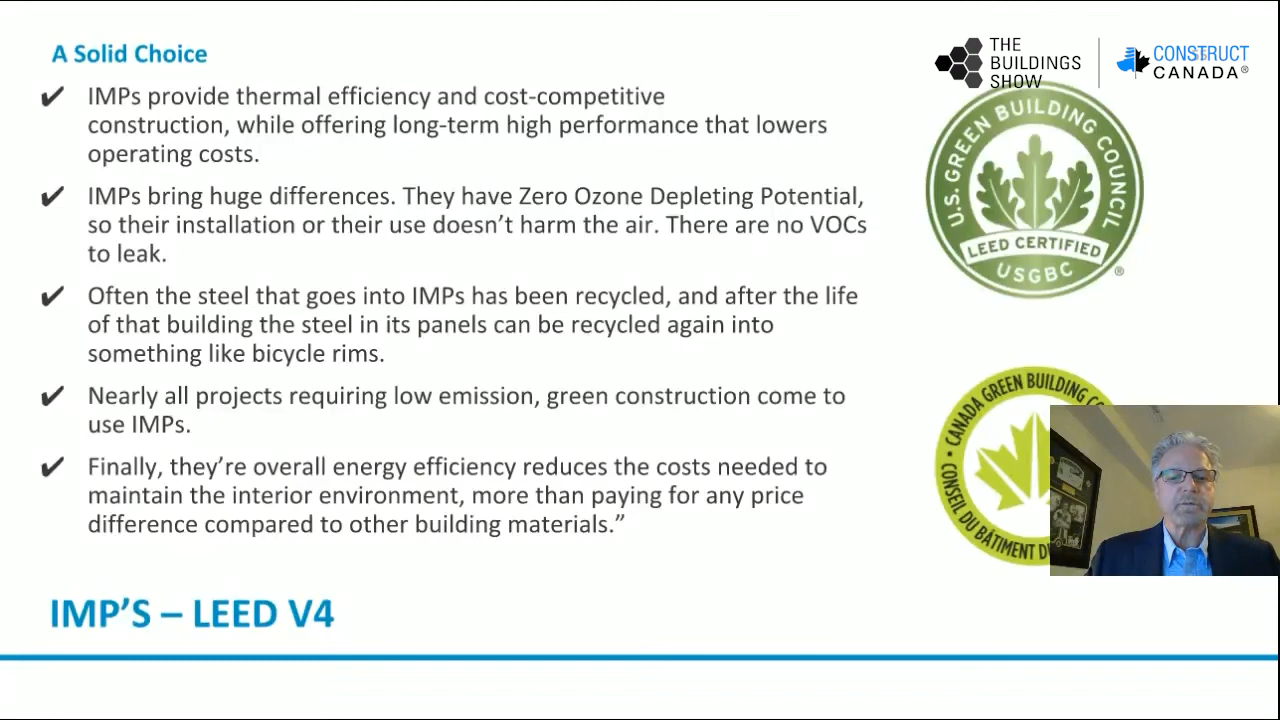 A Solid Choice
THE
BUILDINGS
SHOW
CONSTRUCT
CANADA®
✔ IMPs provide thermal efficiency and cost-competitive
construction, while offering long-term high performance that lowers
operating costs.
✔ IMPs bring huge differences. They have Zero Ozone Depleting Potential,
so their installation or their use doesn’t harm the air. There are no VOCs
to leak.
✔ Often the steel that goes into IMPs has been recycled, and after the life
of that building the steel in its panels can be recycled again into
something like bicycle rims.
✔ Nearly all projects requiring low emission, green construction come to
use IMPs.
✔ Finally, they’re overall energy efficiency reduces the costs needed to
maintain the interior environment, more than paying for any price
difference compared to other building materials.”
U.S. GREEN BUILDING COUNCIL
LEED CERTIFIED
USGBC
®
• CANADA GREEN BUILDING
CONSEIL DU BÂTIMENT
IMP’S – LEED V4